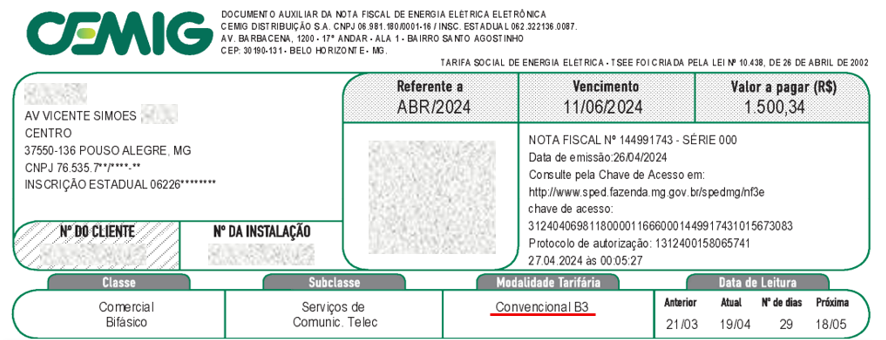 CEMIG
DOCUMENTO AUXILIAR DA NOTA FISCAL DE ENERGIA ELETRICA ELETRÔNICA
CEMIG DISTRIBUIÇÃO S.A. CNPJ 06.981.180/0001-16 / INSC. ESTADUAL 062.322136.0087.
AV. BARBACENA, 1200 - 17° ANDAR - ALA 1 - BAIRRO SANTO AGOSTINHO
CEP: 30190-131 - BELO HORIZONTE - MG.
TARIFA SOCIAL DE ENERGIA ELETRICA - TSEE FOI CRIADA PELA LEI Nº 10.438, DE 26 DE ABRIL DE 2002
AV VICENTE SIMOES
CENTRO
37550-136 POUSO ALEGRE, MG
CNPJ 76.535.7**/****-**
INSCRIÇÃO ESTADUAL 06226********
Nº DO CLIENTE
Nº DA INSTALAÇÃO
Referente a
ABR/2024
Vencimento
11/06/2024
Valor a pagar (R$)
1.500,34
NOTA FISCAL Nº 144991743 - SÉRIE 000
Data de emissão:26/04/2024
Consulte pela Chave de Acesso em:
http://www.sped.fazenda.mg.gov.br/spedmg/nf3e
chave de acesso:
31240406981180000116660001449917431015673083
Protocolo de autorização: 1312400158065741
27.04.2024 às 00:05:27
Classe
Comercial
Bifásico
Subclasse
Serviços de
Comunic. Telec
Modalidade Tarifária
Convencional B3
Data de Leitura
Anterior Atual Nº de dias Próxima
21/03 19/04 29 18/05